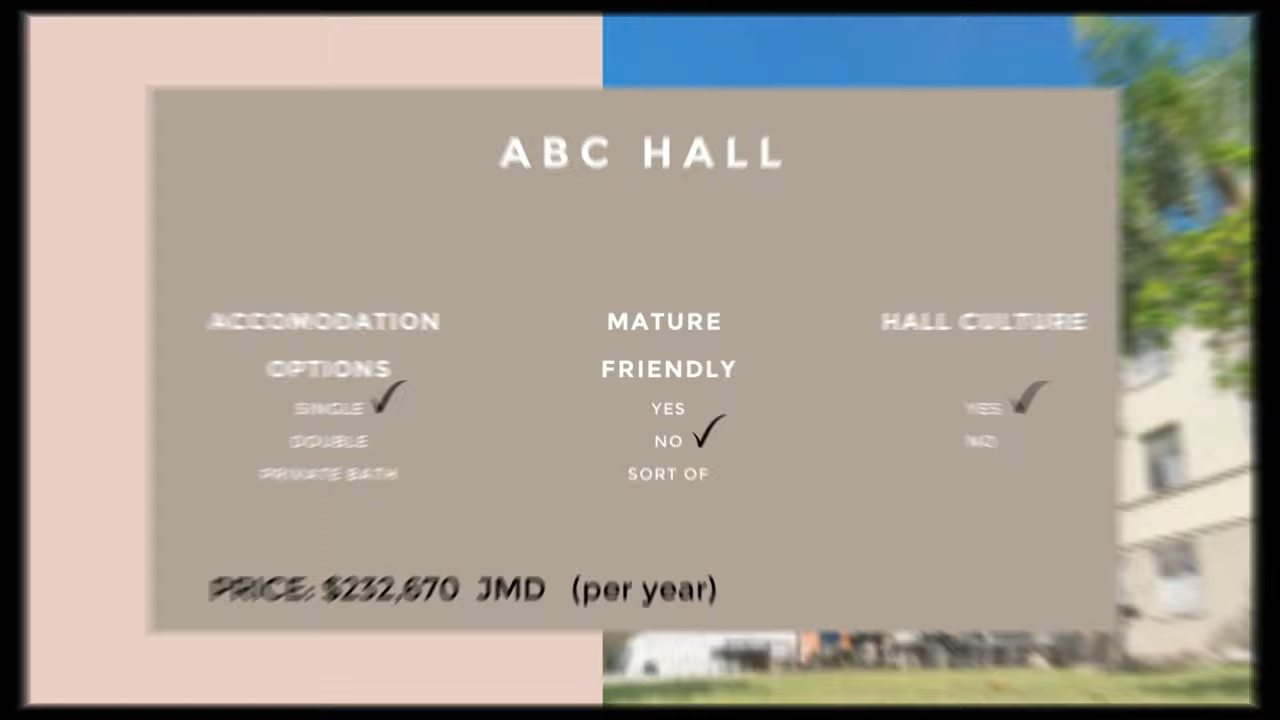 ABC HALL
ACCOMODATION
OPTIONS
SINGLE ✓
DOUBLE
PRIVATE BATH
MATURE
FRIENDLY
YES
NO ✓
SORT OF
HALL CULTURE
YES ✓
NO
PRICE: $232,670 JMD (per year)